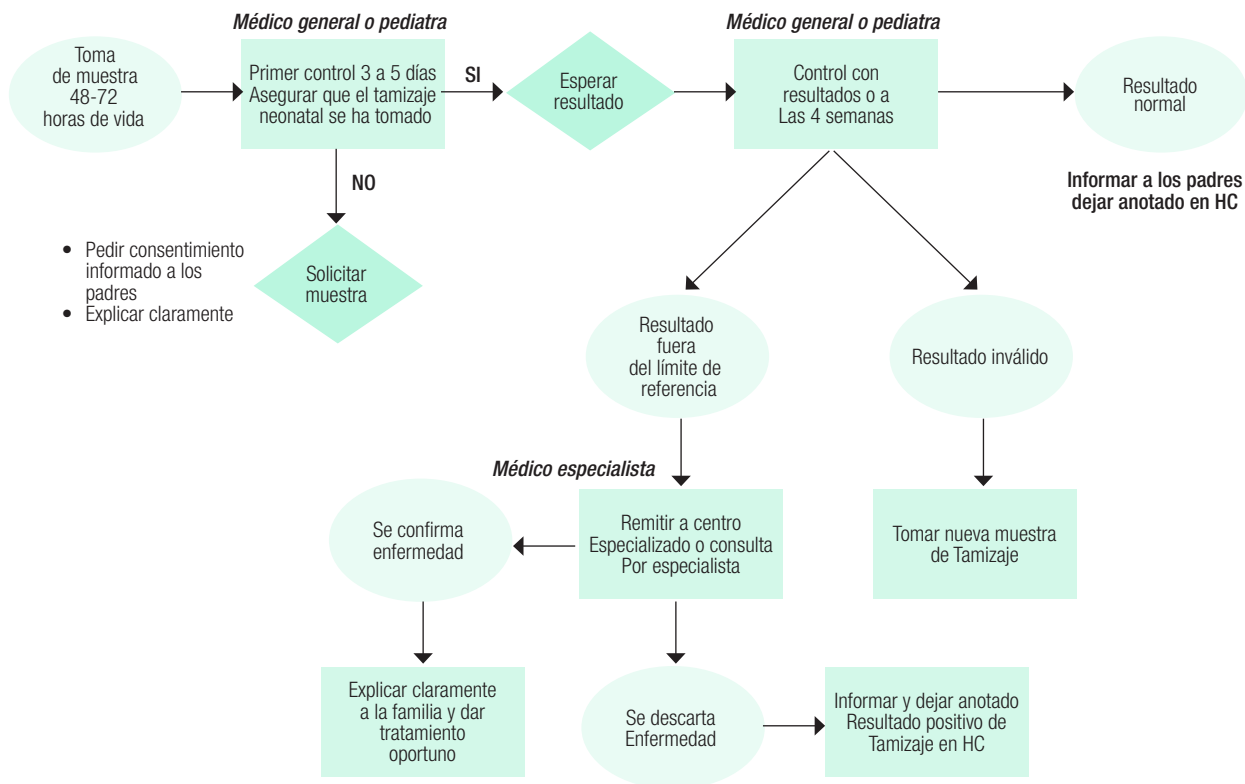 Médico general o pediatra
Médico general o pediatra
Toma
de muestra
48-72
horas de vida
Primer control 3 a 5 días
Asegurar que el tamizaje
neonatal se ha tomado
SI
Esperar
resultado
Control con
resultados o a
Las 4 semanas
Resultado
normal
Informar a los padres
dejar anotado en HC
NO
• Pedir consentimiento
informado a los
padres
• Explicar claramente
Solicitar
muestra
Resultado
fuera
del límite de
referencia
Resultado inválido
Médico especialista
Se confirma
enfermedad
Remitir a centro
Especializado o consulta
Por especialista
Tomar nueva muestra
de Tamizaje
Explicar claramente
a la familia y dar
tratamiento
oportuno
Se descarta
Enfermedad
Informar y dejar anotado
Resultado positivo de
Tamizaje en HC